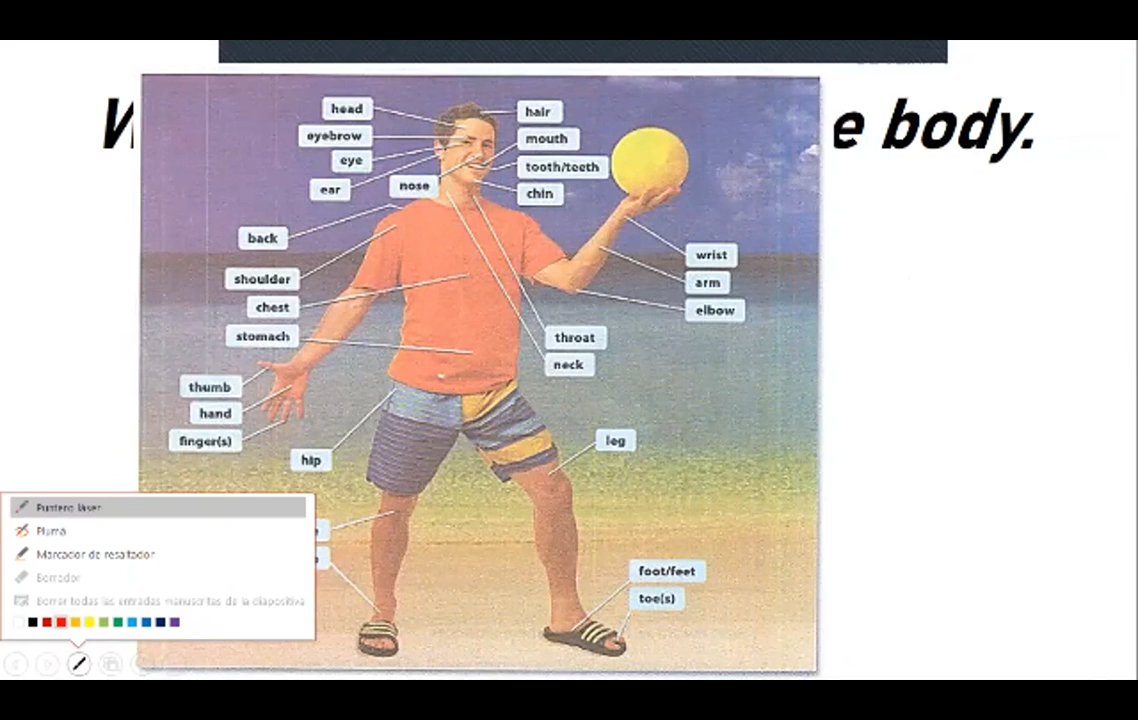 e body.
head
hair
eyebrow
mouth
eye
tooth/teeth
ear
nose
chin
back
wrist
shoulder
arm
chest
elbow
stomach
throat
neck
thumb
hand
finger(s)
leg
hip
Puntero láser
Pluma
Marcador de resaltador
Borrador
Borrar todas las entradas manuscritas de la diapositiva
foot/feet
toe(s)